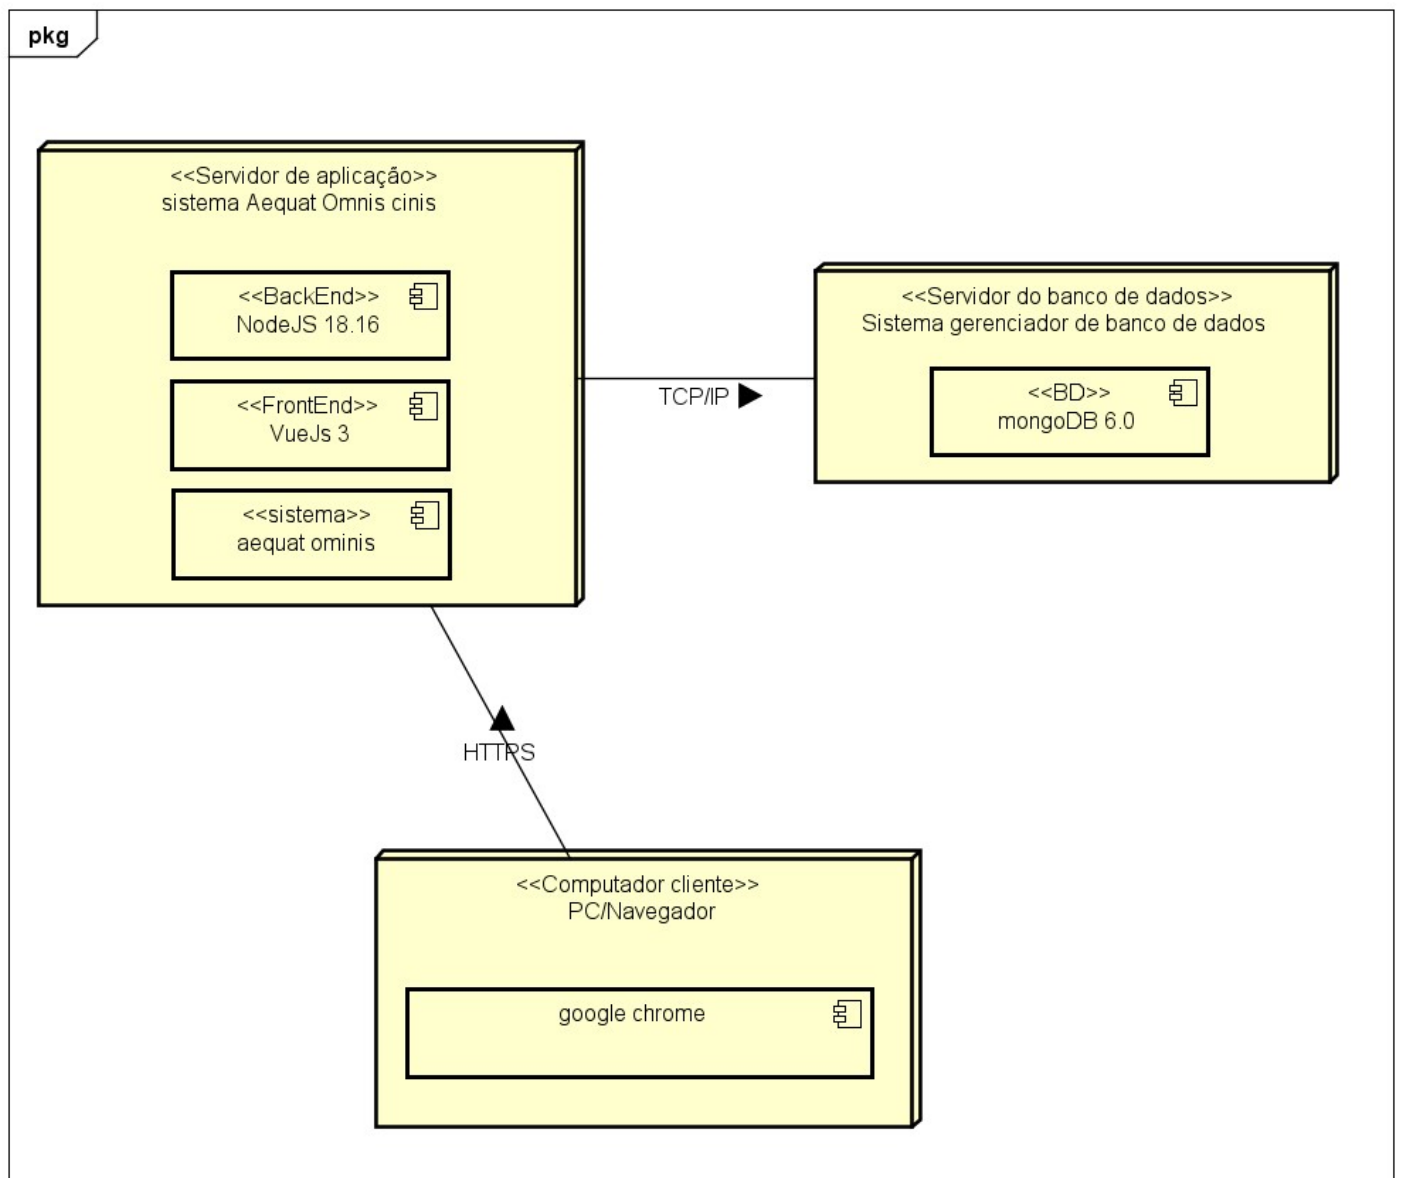 pkg
<<Servidor de aplicação>>
sistema Aequat Omnis cinis
<<BackEnd>>
NodeJS 18.16
<<FrontEnd>>
VueJs 3
<<sistema>>
aequat ominis
TCP/IP
<<Servidor do banco de dados>>
Sistema gerenciador de banco de dados
<<BD>>
mongoDB 6.0
HTTPS
<<Computador cliente>>
PC/Navegador
google chrome